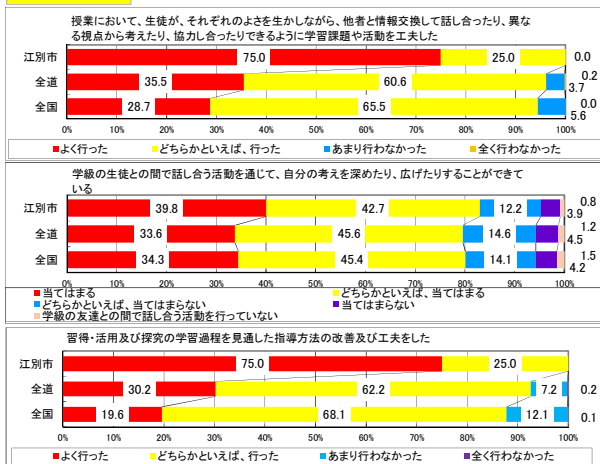 授業において、生徒が、それぞれのよさを生かしながら、他者と情報交換して話し合ったり、異な
る視点から考えたり、協力し合ったりできるように学習課題や活動を工夫した
江別市 75.0 25.0 0.0
全道 35.5 60.6 3.7 0.2
全国 28.7 65.5 5.6 0.0
0% 10% 20% 30% 40% 50% 60% 70% 80% 90% 100%
■よく行った ■どちらかといえば、行った ■あまり行わなかった ■全く行わなかった
学級の生徒との間で話し合う活動を通じて、自分の考えを深めたり、広げたりすることができて
いる
江別市 39.8 42.7 12.2 3.9 0.8
全道 33.6 45.6 14.6 4.5 1.2
全国 34.3 45.4 14.1 4.2 1.5
0% 10% 20% 30% 40% 50% 60% 70% 80% 90% 100%
■当てはまる ■どちらかといえば、当てはまる
■どちらかといえば、当てはまらない ■当てはまらない
■学級の友達との間で話し合う活動を行っていない
習得・活用及び探究の学習過程を見通した指導方法の改善及び工夫をした
江別市 75.0 25.0
全道 30.2 62.2 7.2 0.2
全国 19.6 68.1 12.1 0.1
0% 10% 20% 30% 40% 50% 60% 70% 80% 90% 100%
■よく行った ■どちらかといえば、行った ■あまり行わなかった ■全く行わなかった